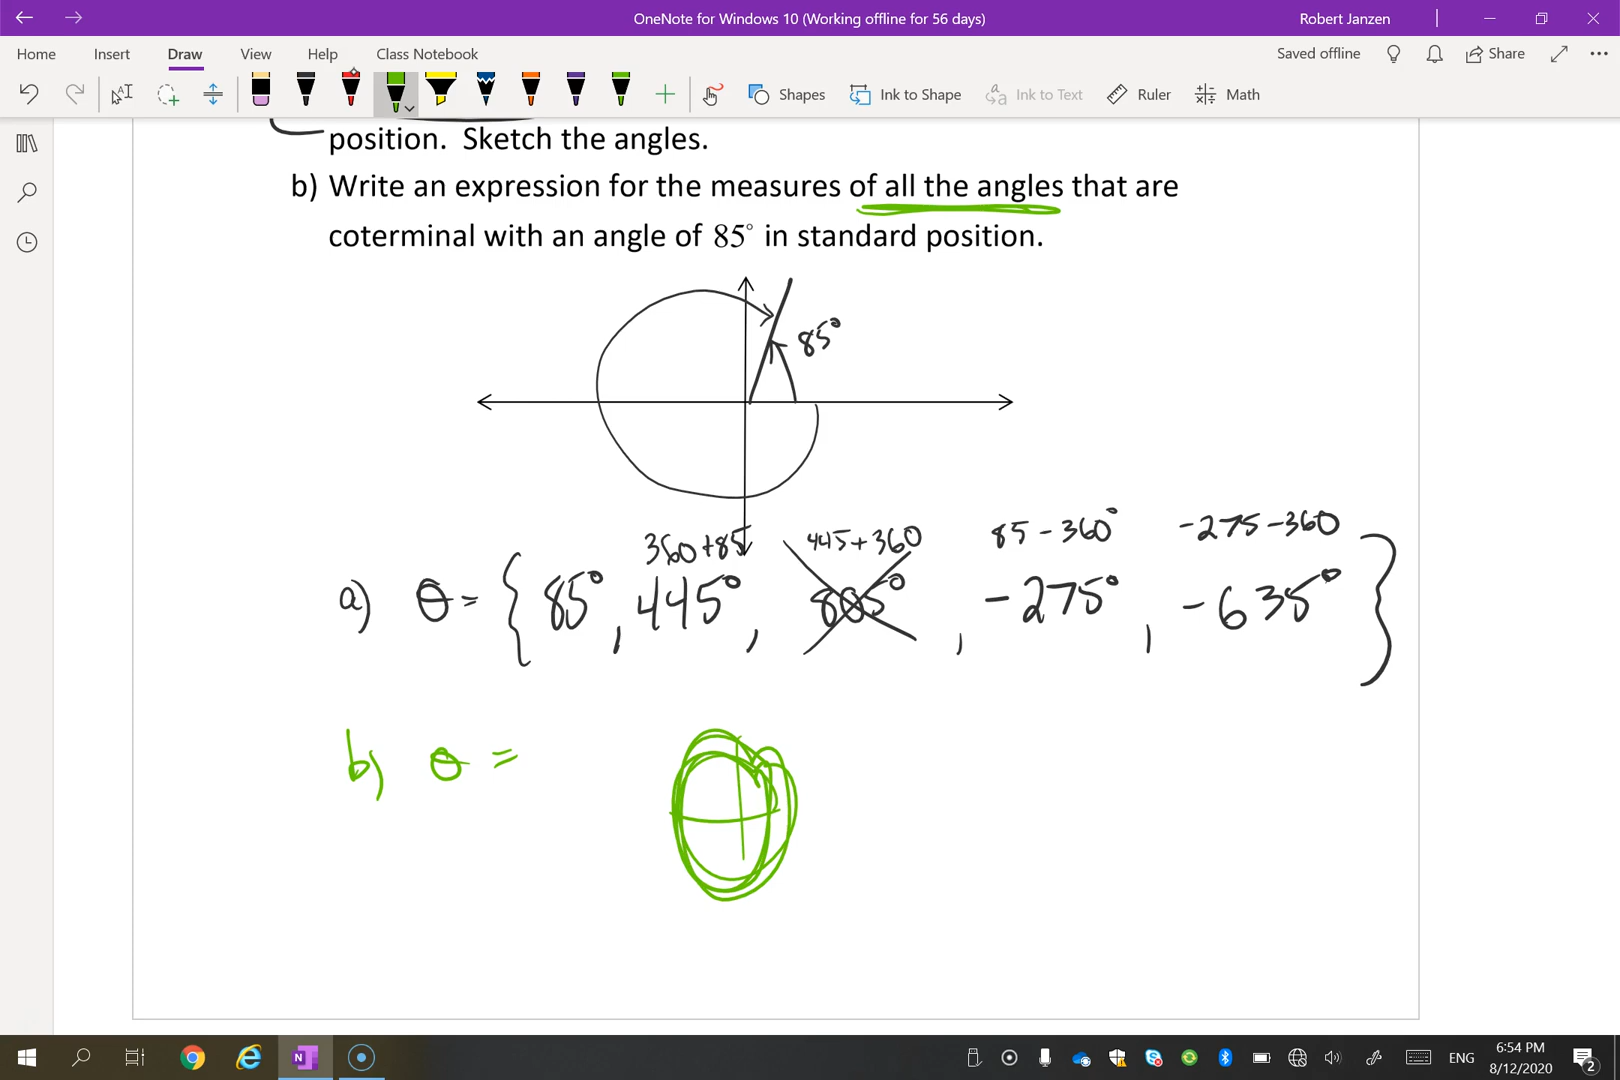 OneNote for Windows 10 (Working offline for 56 days)
Robert Janzen
Home Insert Draw View Help Class Notebook
Saved offline
Share
Shapes Ink to Shape Ink to Text Ruler Math
position. Sketch the angles.
b) Write an expression for the measures of all the angles that are
coterminal with an angle of 85° in standard position.
85°
360+85 445+360 85-360° -275-360
a) θ = { 85°, 445°, 805°, -275°, -635° }
b) θ =
ENG
6:54 PM
8/12/2020
2